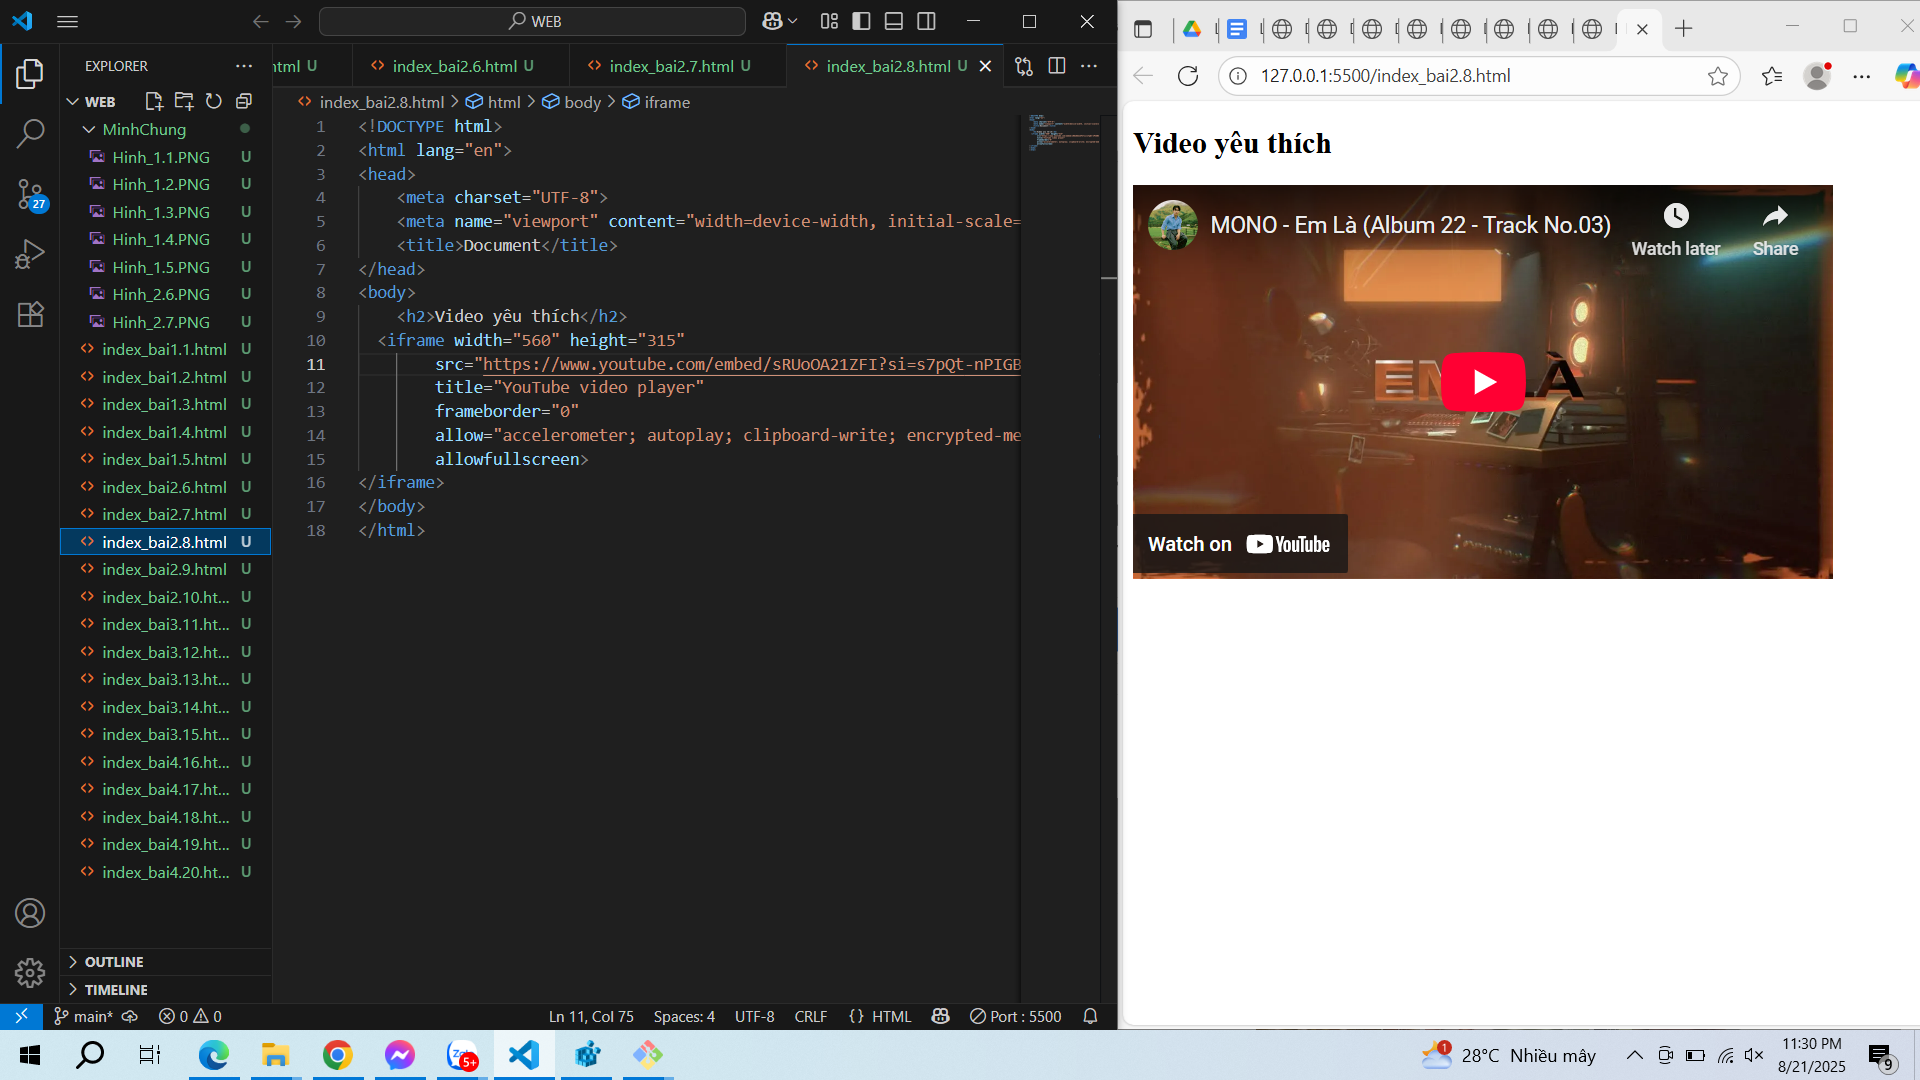 WEB
EXPLORER
html U
index_bai2.6.html U
index_bai2.7.html U
index_bai2.8.html U
WEB
MinhChung
Hinh_1.1.PNG U
Hinh_1.2.PNG U
Hinh_1.3.PNG U
Hinh_1.4.PNG U
Hinh_1.5.PNG U
Hinh_2.6.PNG U
Hinh_2.7.PNG U
index_bai1.1.html U
index_bai1.2.html U
index_bai1.3.html U
index_bai1.4.html U
index_bai1.5.html U
index_bai2.6.html U
index_bai2.7.html U
index_bai2.8.html U
index_bai2.9.html U
index_bai2.10.ht... U
index_bai3.11.ht... U
index_bai3.12.ht... U
index_bai3.13.ht... U
index_bai3.14.ht... U
index_bai3.15.ht... U
index_bai4.16.ht... U
index_bai4.17.ht... U
index_bai4.18.ht... U
index_bai4.19.ht... U
index_bai4.20.ht... U
OUTLINE
TIMELINE
27
index_bai2.8.html > html > body > iframe
1 <!DOCTYPE html>
2 <html lang="en">
3 <head>
4 <meta charset="UTF-8">
5 <meta name="viewport" content="width=device-width, initial-scale=
6 <title>Document</title>
7 </head>
8 <body>
9 <h2>Video yêu thích</h2>
10 <iframe width="560" height="315"
11 src="https://www.youtube.com/embed/sRUoOA21ZFI?si=s7pQt-nPIGB
12 title="YouTube video player"
13 frameborder="0"
14 allow="accelerometer; autoplay; clipboard-write; encrypted-me
15 allowfullscreen>
16 </iframe>
17 </body>
18 </html>
main* 0 0 Ln 11, Col 75 Spaces: 4 UTF-8 CRLF {} HTML Port : 5500
127.0.0.1:5500/index_bai2.8.html
Video yêu thích
MONO - Em Là (Album 22 - Track No.03)
Watch later
Share
Watch on YouTube
5+
1
28°C Nhiều mây
11:30 PM
8/21/2025
9